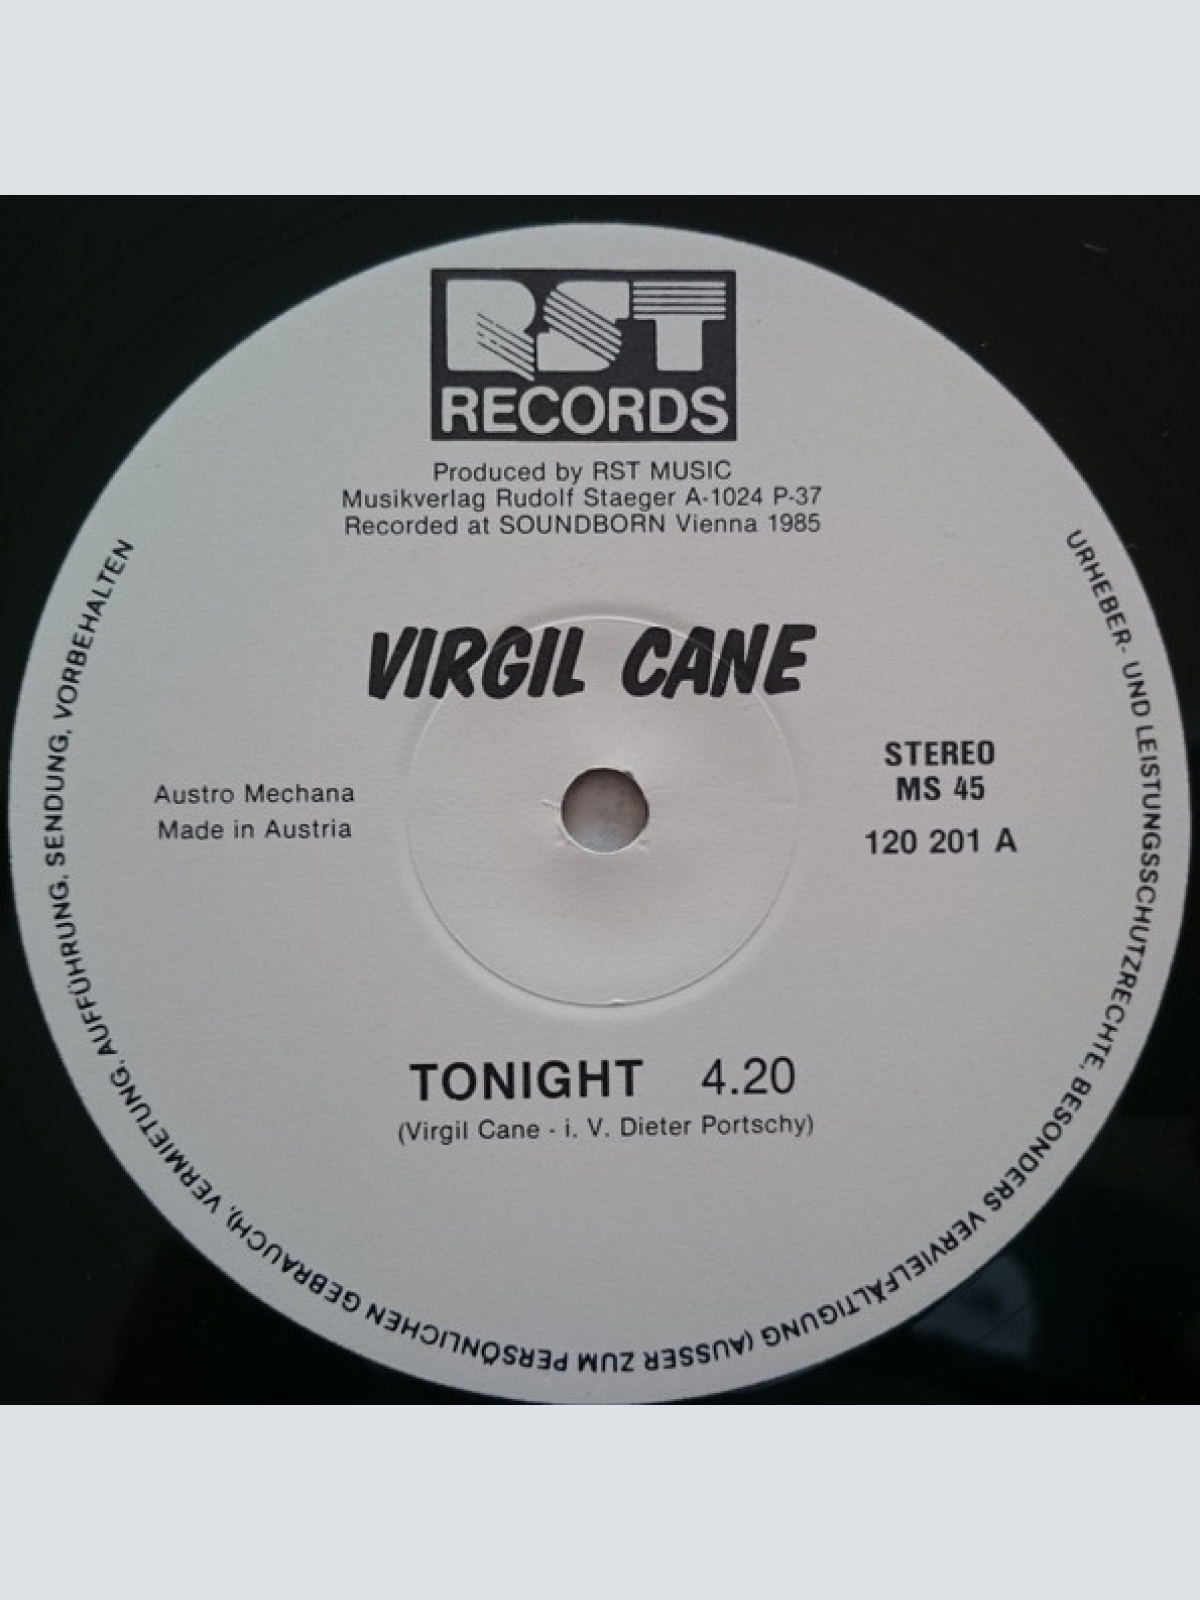 RST
RECORDS
Produced by RST MUSIC
Musikverlag Rudolf Staeger A-1024 P-37
Recorded at SOUNDBORN Vienna 1985
VIRGIL CANE
STEREO
MS 45
120 201 A
Austro Mechana
Made in Austria
TONIGHT 4.20
(Virgil Cane - i. V. Dieter Portschy)
URHEBER- UND LEISTUNGSSCHUTZRECHTE, BESONDERS VERVIELFÄLTIGUNG (AUSSER ZUM PERSÖNLICHEN GEBRAUCH), VERMIETUNG, AUFFÜHRUNG, SENDUNG, VORBEHALTEN